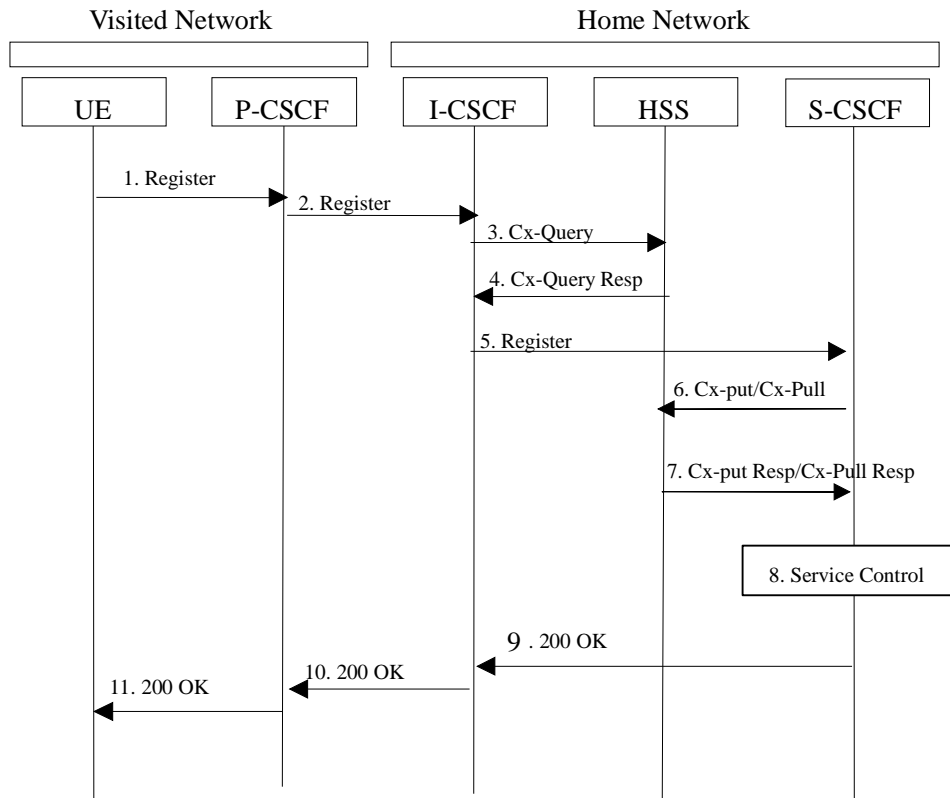 Visited Network
Home Network
UE
P-CSCF
I-CSCF
HSS
S-CSCF
1. Register
2. Register
3. Cx-Query
4. Cx-Query Resp
5. Register
6. Cx-put/Cx-Pull
7. Cx-put Resp/Cx-Pull Resp
8. Service Control
9 . 200 OK
10. 200 OK
11. 200 OK